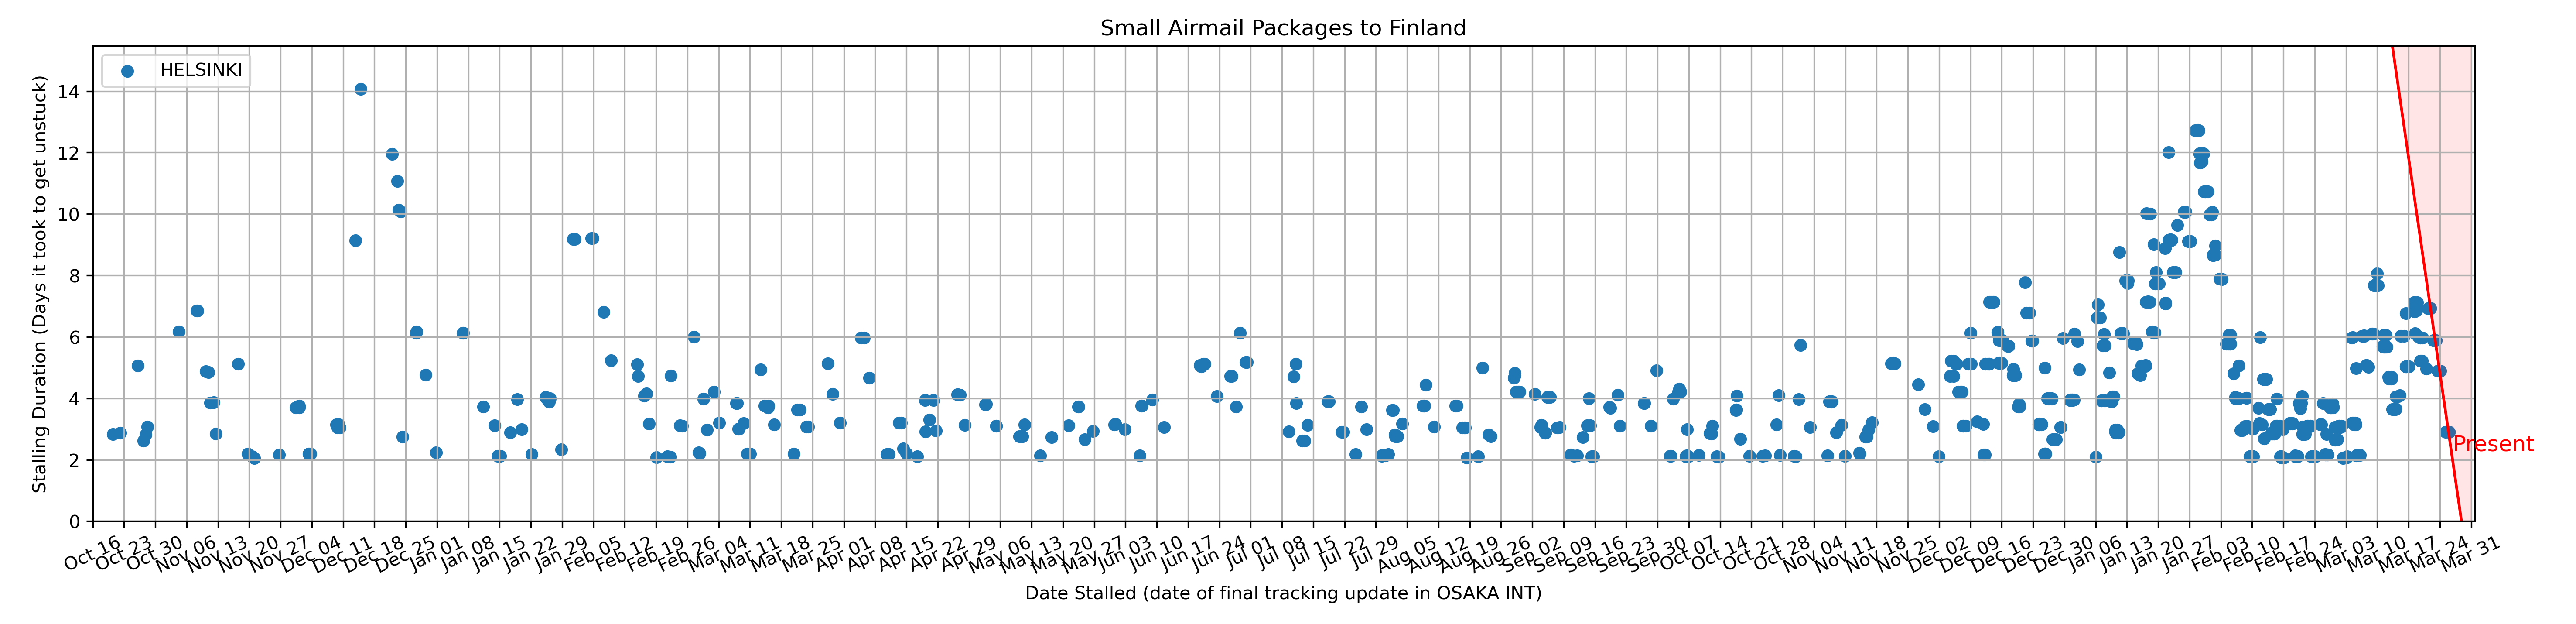 Small Airmail Packages to Finland
HELSINKI
Stalling Duration (Days it took to get unstuck)
14
12
10
8
6
4
2
0
Present
Oct 16 Oct 23 Oct 30 Nov 06 Nov 13 Nov 20 Nov 27 Dec 04 Dec 11 Dec 18 Dec 25 Jan 01 Jan 08 Jan 15 Jan 22 Jan 29 Feb 05 Feb 12 Feb 19 Feb 26 Mar 04 Mar 11 Mar 18 Mar 25 Apr 01 Apr 08 Apr 15 Apr 22 Apr 29 May 06 May 13 May 20 May 27 Jun 03 Jun 10 Jun 17 Jun 24 Jul 01 Jul 08 Jul 15 Jul 22 Jul 29 Aug 05 Aug 12 Aug 19 Aug 26 Sep 02 Sep 09 Sep 16 Sep 23 Sep 30 Oct 07 Oct 14 Oct 21 Oct 28 Nov 04 Nov 11 Nov 18 Nov 25 Dec 02 Dec 09 Dec 16 Dec 23 Dec 30 Jan 06 Jan 13 Jan 20 Jan 27 Feb 03 Feb 10 Feb 17 Feb 24 Mar 03 Mar 10 Mar 17 Mar 24 Mar 31
Date Stalled (date of final tracking update in OSAKA INT)